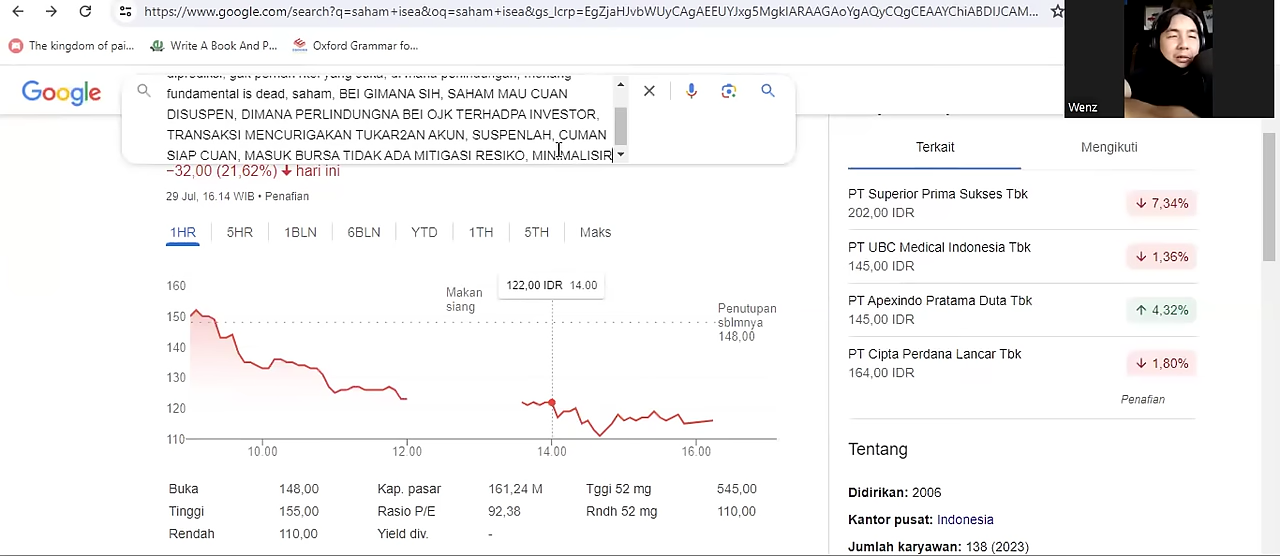 https://www.google.com/search?q=saham+isea&oq=saham+isea&gs_lcrp=EgZjaHJvbWUyCAgAEEUYJxg5MgkIARAAGAoYgAQyCQgCEAAYChiABDIJCAM...
The kingdom of pai...
Write A Book And P...
Oxford Grammar fo...
Wenz
Google
fundamental is dead, saham, BEI GIMANA SIH, SAHAM MAU CUAN
DISUSPEN, DIMANA PERLINDUNGNA BEI OJK TERHADPA INVESTOR,
TRANSAKSI MENCURIGAKAN TUKAR2AN AKUN, SUSPENLAH, CUMAN
SIAP CUAN, MASUK BURSA TIDAK ADA MITIGASI RESIKO, MINIMALISIR
−32,00 (21,62%) ↓ hari ini
29 Jul, 16.14 WIB • Penafian
1HR 5HR 1BLN 6BLN YTD 1TH 5TH Maks
122,00 IDR 14.00
Makan
siang
Penutupan
sblmnya
148,00
160
150
140
130
120
110
10.00 12.00 14.00 16.00
Buka 148,00 Kap. pasar 161,24 M Tggi 52 mg 545,00
Tinggi 155,00 Rasio P/E 92,38 Rndh 52 mg 110,00
Rendah 110,00 Yield div. -
Terkait Mengikuti
PT Superior Prima Sukses Tbk
202,00 IDR ↓ 7,34%
PT UBC Medical Indonesia Tbk
145,00 IDR ↓ 1,36%
PT Apexindo Pratama Duta Tbk
145,00 IDR ↑ 4,32%
PT Cipta Perdana Lancar Tbk
164,00 IDR ↓ 1,80%
Penafian
Tentang
Didirikan: 2006
Kantor pusat: Indonesia
Jumlah karyawan: 138 (2023)